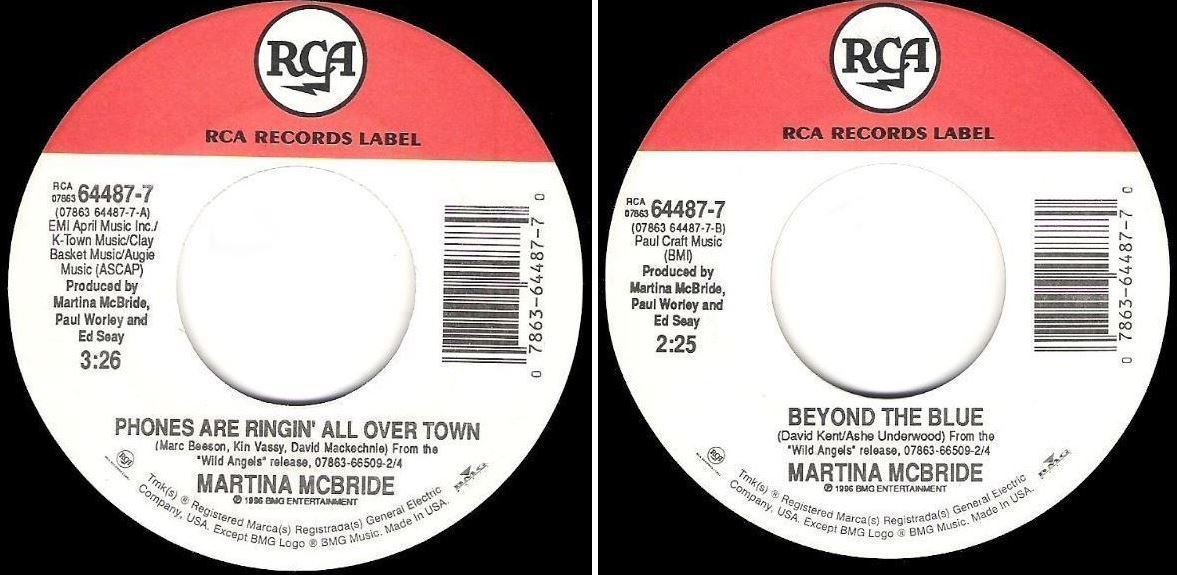 RCA
RCA RECORDS LABEL
RCA
07863 64487-7
(07863 64487-7-A)
EMI April Music Inc./
K-Town Music/Clay
Basket Music/Augie
Music (ASCAP)
Produced by
Martina McBride,
Paul Worley and
Ed Seay
3:26
0 7863-64487-7 0
PHONES ARE RINGIN' ALL OVER TOWN
(Marc Beeson, Kin Vassy, David Mackechnie) From the
"Wild Angels" release, 07863-66509-2/4
MARTINA MCBRIDE
℗ 1996 BMG ENTERTAINMENT
RCA
BMG
Tmk(s) ® Registered Marca(s) Registrada(s) General Electric
Company, USA. Except BMG Logo ® BMG Music. Made in USA.
RCA
RCA RECORDS LABEL
RCA
07863 64487-7
(07863 64487-7-B)
Paul Craft Music
(BMI)
Produced by
Martina McBride,
Paul Worley and
Ed Seay
2:25
0 7863-64487-7 0
BEYOND THE BLUE
(David Kent/Ashe Underwood) From the
"Wild Angels" release, 07863-66509-2/4
MARTINA MCBRIDE
℗ 1996 BMG ENTERTAINMENT
RCA
BMG
Tmk(s) ® Registered Marca(s) Registrada(s) General Electric
Company, USA. Except BMG Logo ® BMG Music. Made in USA.